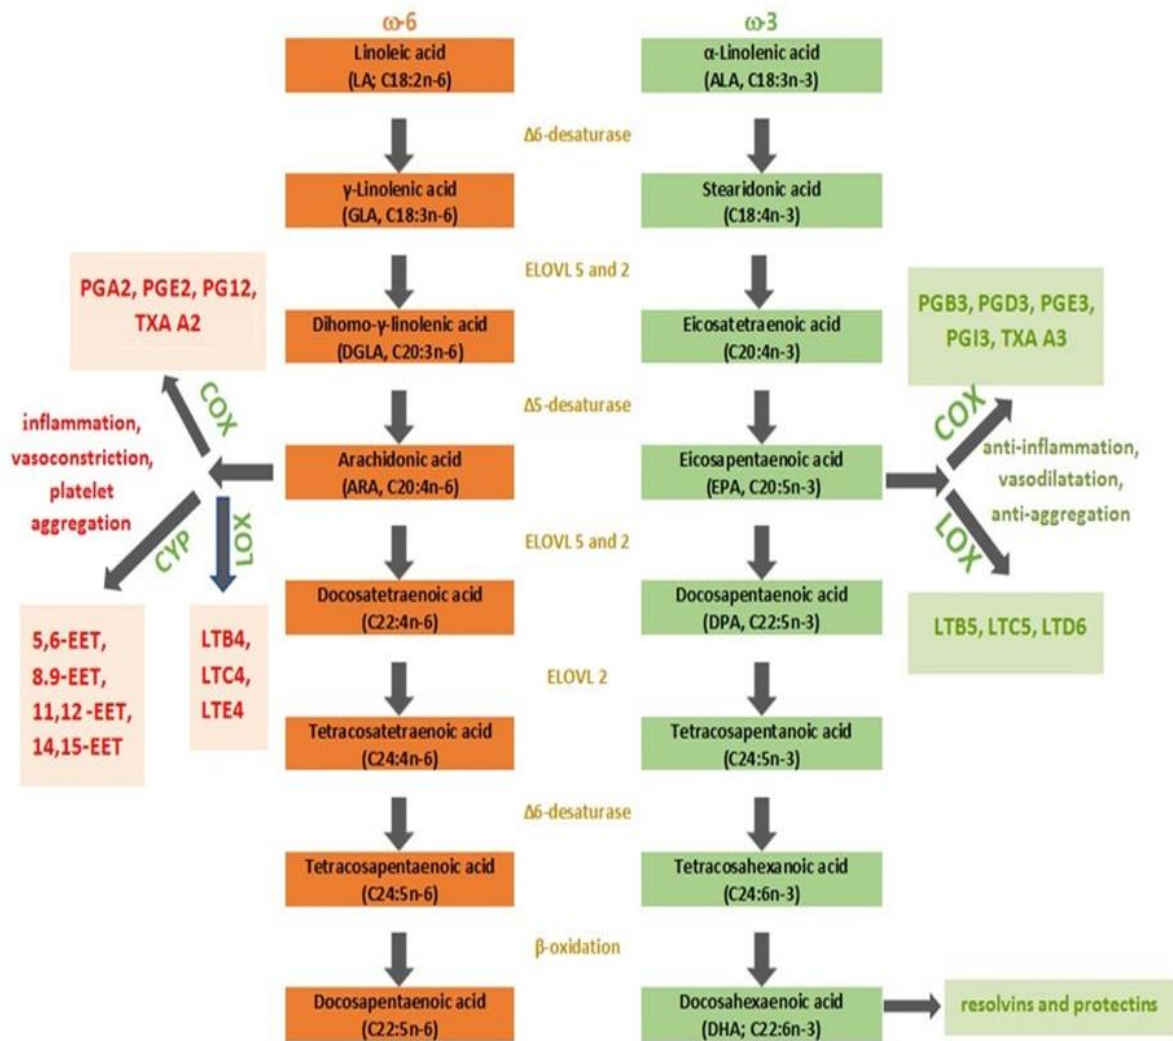 ω-6
ω-3
Linoleic acid
(LA; C18:2n-6)
α-Linolenic acid
(ALA, C18:3n-3)
Δ6-desaturase
γ-Linolenic acid
(GLA, C18:3n-6)
Stearidonic acid
(C18:4n-3)
ELOVL 5 and 2
PGA2, PGE2, PG12,
TXA A2
Dihomo-γ-linolenic acid
(DGLA, C20:3n-6)
Eicosatetraenoic acid
(C20:4n-3)
PGB3, PGD3, PGE3,
PGI3, TXA A3
Δ5-desaturase
COX
COX
inflammation,
vasoconstriction,
platelet
aggregation
Arachidonic acid
(ARA, C20:4n-6)
Eicosapentaenoic acid
(EPA, C20:5n-3)
anti-inflammation,
vasodilatation,
anti-aggregation
CYP
LOX
LOX
ELOVL 5 and 2
Docosatetraenoic acid
(C22:4n-6)
Docosapentaenoic acid
(DPA, C22:5n-3)
5,6-EET,
8.9-EET,
11,12 -EET,
14,15-EET
LTB4,
LTC4,
LTE4
LTB5, LTC5, LTD6
ELOVL 2
Tetracosatetraenoic acid
(C24:4n-6)
Tetracosapentanoic acid
(C24:5n-3)
Δ6-desaturase
Tetracosapentaenoic acid
(C24:5n-6)
Tetracosahexanoic acid
(C24:6n-3)
β-oxidation
Docosapentaenoic acid
(C22:5n-6)
Docosahexaenoic acid
(DHA; C22:6n-3)
resolvins and protectins